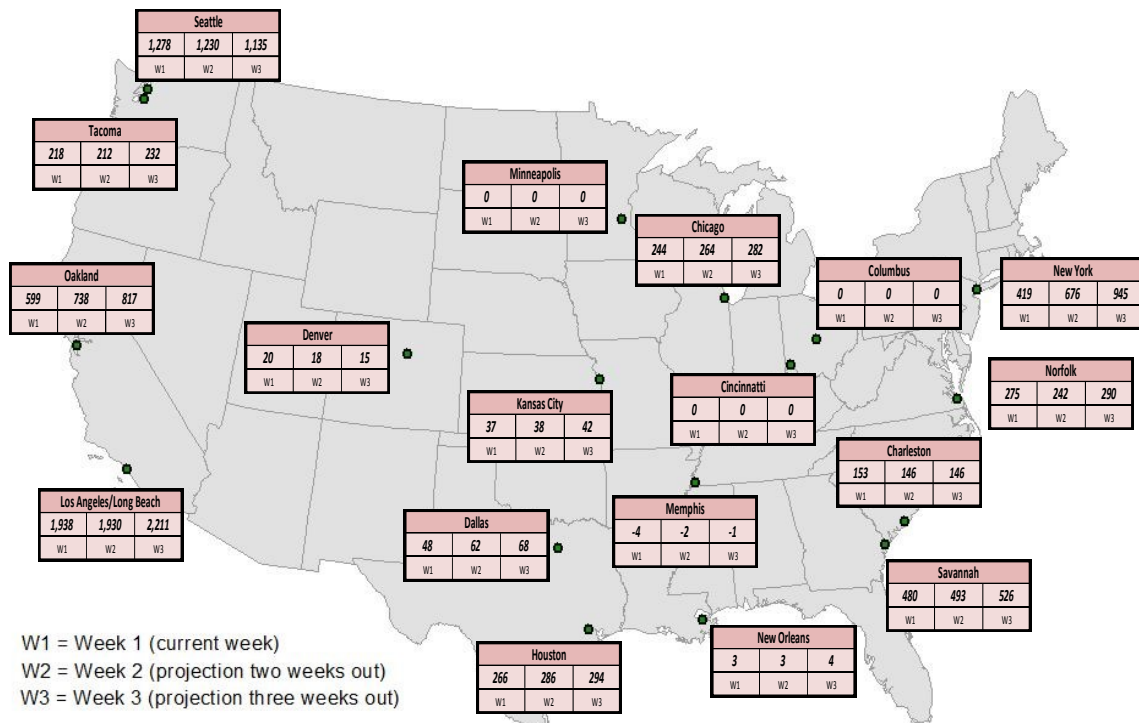 Seattle
1,278 1,230 1,135
W1 W2 W3
Tacoma
218 212 232
W1 W2 W3
Minneapolis
0 0 0
W1 W2 W3
Chicago
244 264 282
W1 W2 W3
Oakland
599 738 817
W1 W2 W3
Columbus
0 0 0
W1 W2 W3
New York
419 676 945
W1 W2 W3
Denver
20 18 15
W1 W2 W3
Norfolk
275 242 290
W1 W2 W3
Cincinnatti
0 0 0
W1 W2 W3
Kansas City
37 38 42
W1 W2 W3
Charleston
153 146 146
W1 W2 W3
Los Angeles/Long Beach
1,938 1,930 2,211
W1 W2 W3
Memphis
-4 -2 -1
W1 W2 W3
Dallas
48 62 68
W1 W2 W3
Savannah
480 493 526
W1 W2 W3
New Orleans
3 3 4
W1 W2 W3
Houston
266 286 294
W1 W2 W3
W1 = Week 1 (current week)
W2 = Week 2 (projection two weeks out)
W3 = Week 3 (projection three weeks out)